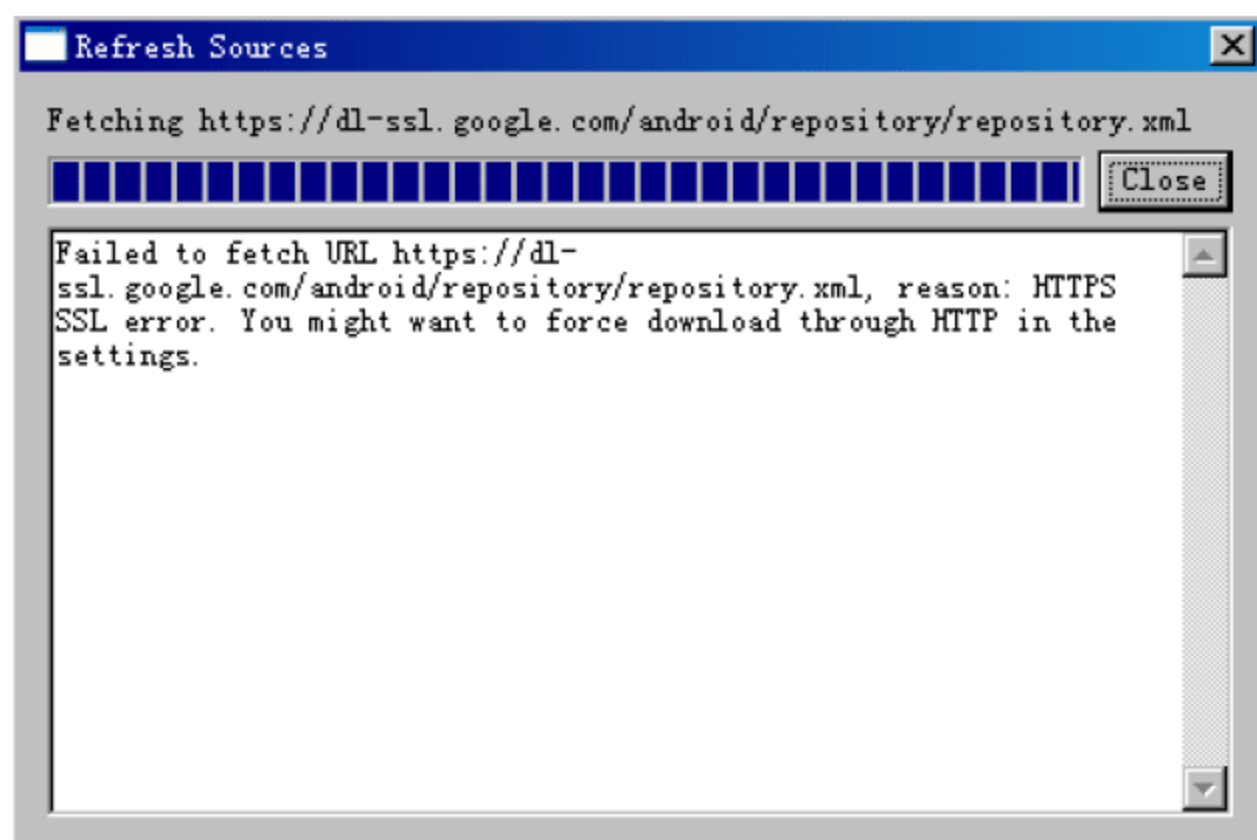 Refresh Sources
Fetching https://dl-ssl.google.com/android/repository/repository.xml
Close
Failed to fetch URL https://dl-
ssl.google.com/android/repository/repository.xml, reason: HTTPS
SSL error. You might want to force download through HTTP in the
settings.